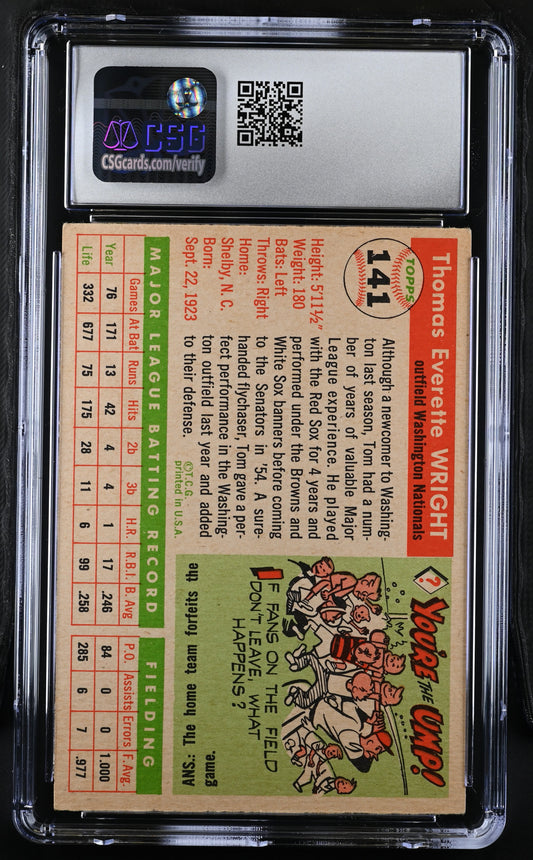 CSG
CSGcards.com/verify
TOPPS
141
Thomas Everette WRIGHT
outfield Washington Nationals
Height: 5'11½"
Weight: 180
Bats: Left
Throws: Right
Home:
Shelby, N. C.
Born:
Sept. 22, 1923
Although a newcomer to Washing-
ton last season, Tom had a num-
ber of years of valuable Major
League experience. He played
with the Red Sox for 4 years and
performed under the Browns and
White Sox banners before coming
to the Senators in '54. A sure-
handed flychaser, Tom gave a per-
fect performance in the Washing-
ton outfield last year and added
to their defense.
©T.C.G.
printed in U.S.A.
?
YOU'RE THE UMP!
IF FANS ON THE FIELD
DON'T LEAVE, WHAT
HAPPENS?
ANS.: The home team forfeits the
game.
MAJOR LEAGUE BATTING RECORD FIELDING
Games At Bat Runs Hits 2b 3b H.R. R.B.I. B. Avg P.O. Assists Errors F. Avg.
Year 76 171 13 42 4 4 1 17 .246 84 0 0 1.000
Life 332 677 75 175 28 11 6 99 .258 285 6 7 .977